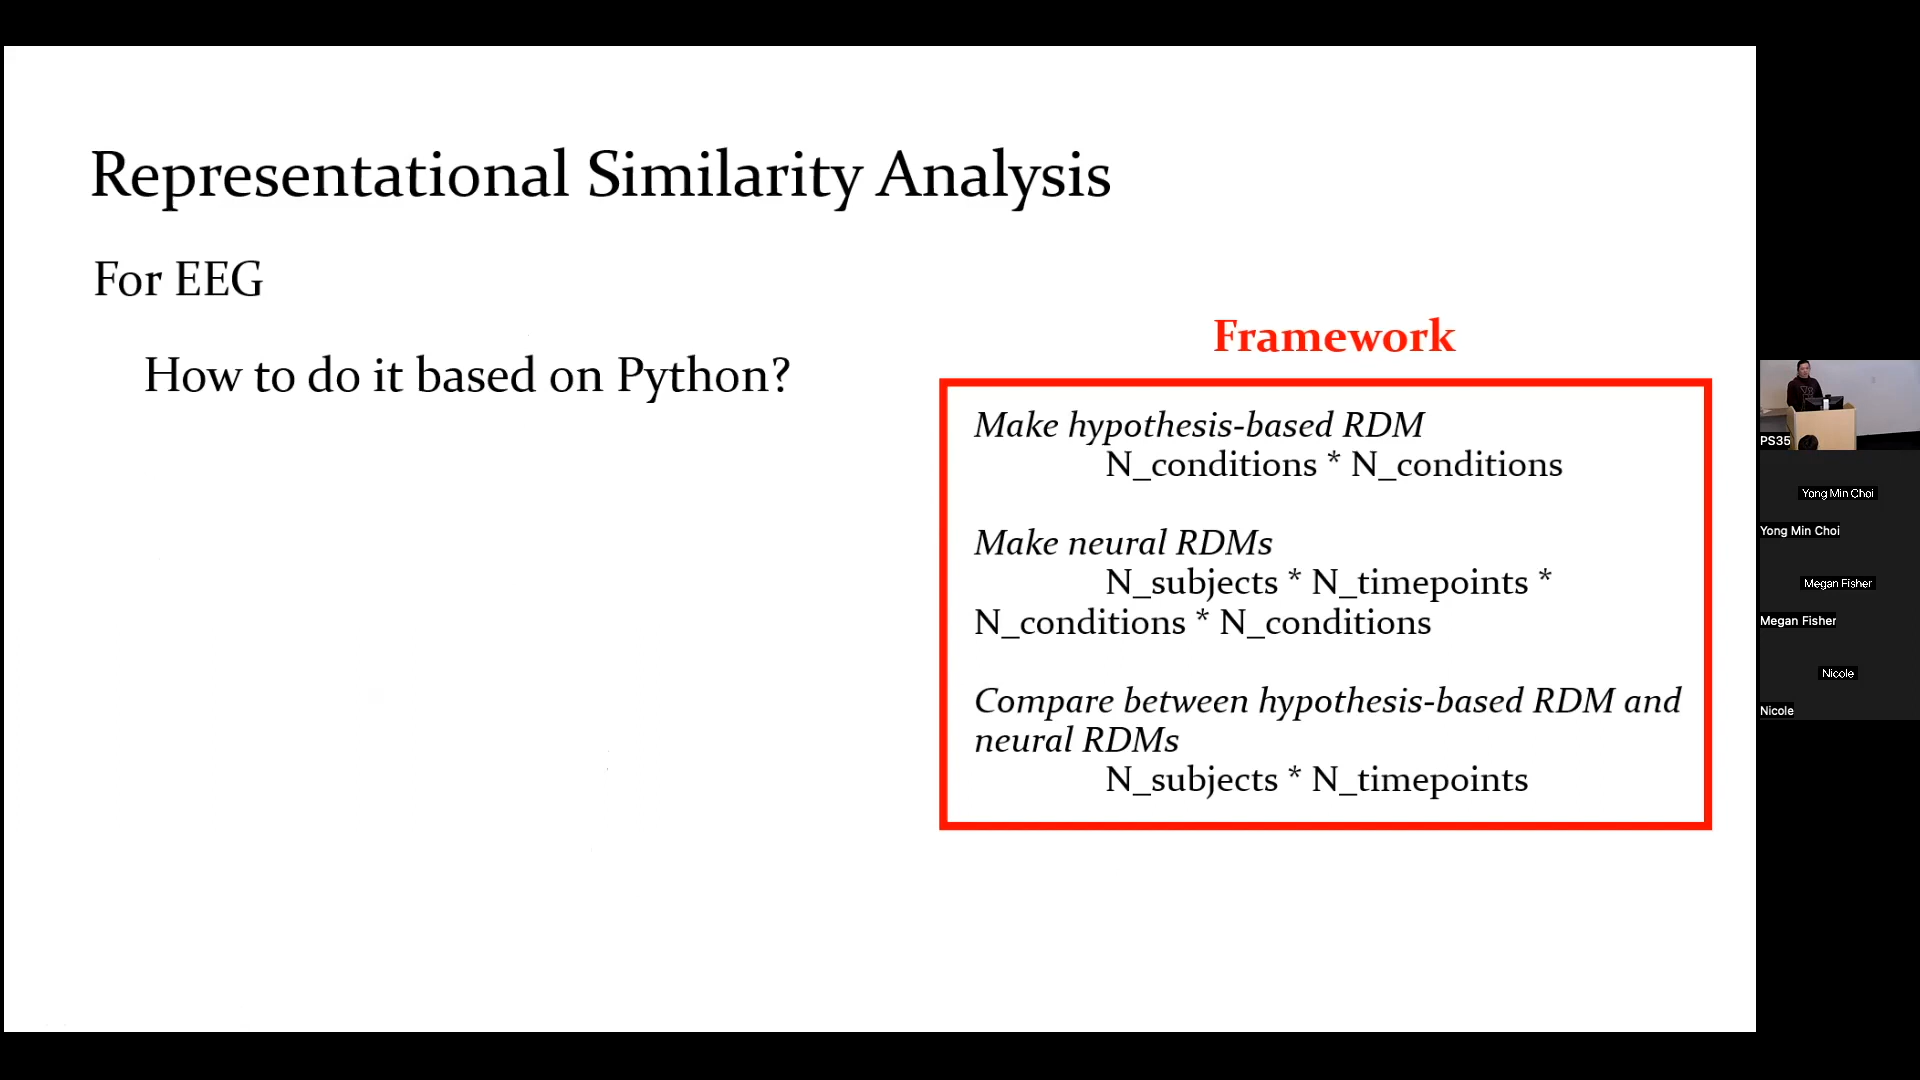 Representational Similarity Analysis
For EEG
How to do it based on Python?
Framework
Make hypothesis-based RDM
N_conditions * N_conditions
Make neural RDMs
N_subjects * N_timepoints *
N_conditions * N_conditions
Compare between hypothesis-based RDM and
neural RDMs
N_subjects * N_timepoints
PS35
Yong Min Choi
Yong Min Choi
Megan Fisher
Megan Fisher
Nicole
Nicole